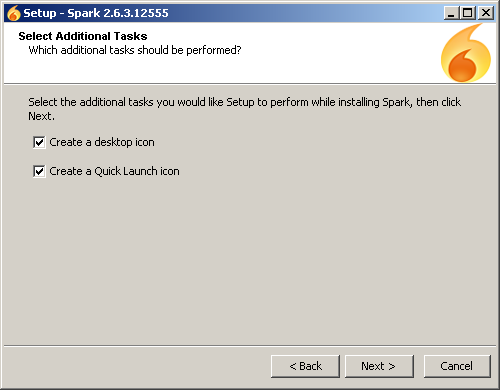 Setup - Spark 2.6.3.12555
Select Additional Tasks
Which additional tasks should be performed?
Select the additional tasks you would like Setup to perform while installing Spark, then click
Next.
Create a desktop icon
Create a Quick Launch icon
< Back Next > Cancel